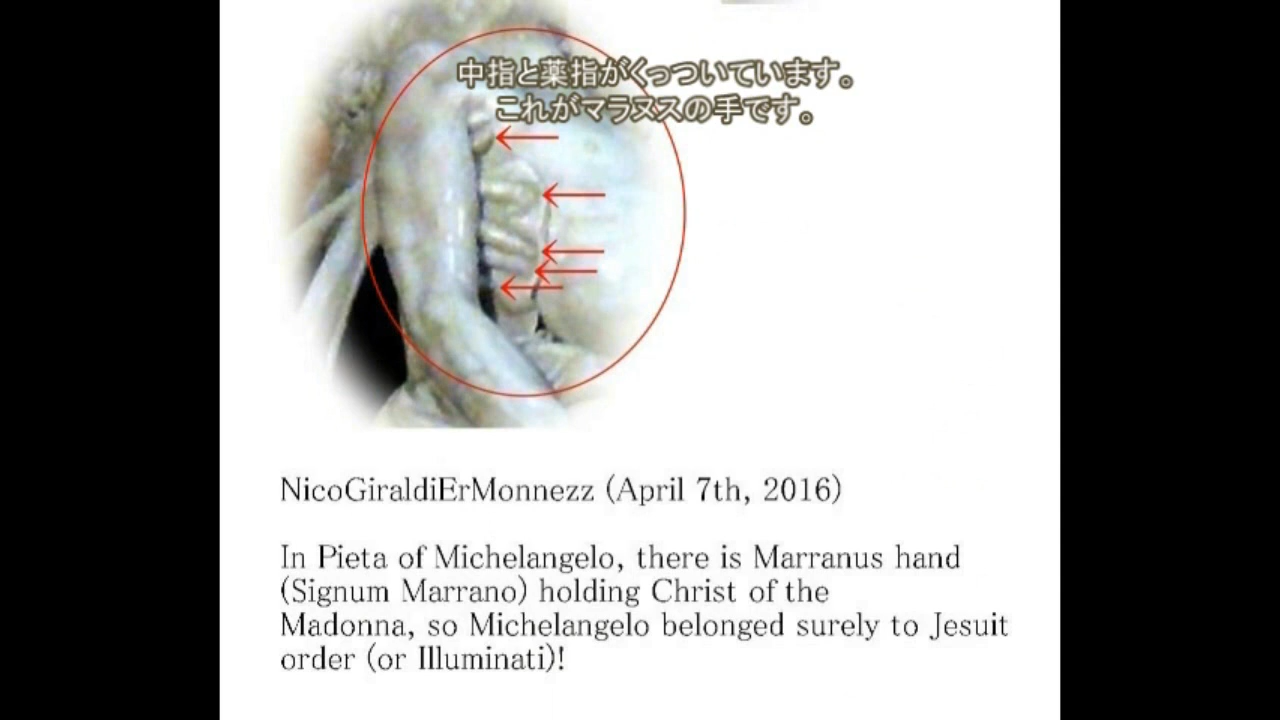 中指と薬指がくっついています。
これがマラヌスの手です。
NicoGiraldiErMonnezz (April 7th, 2016)
In Pieta of Michelangelo, there is Marranus hand
(Signum Marrano) holding Christ of the
Madonna, so Michelangelo belonged surely to Jesuit
order (or Illuminati)!